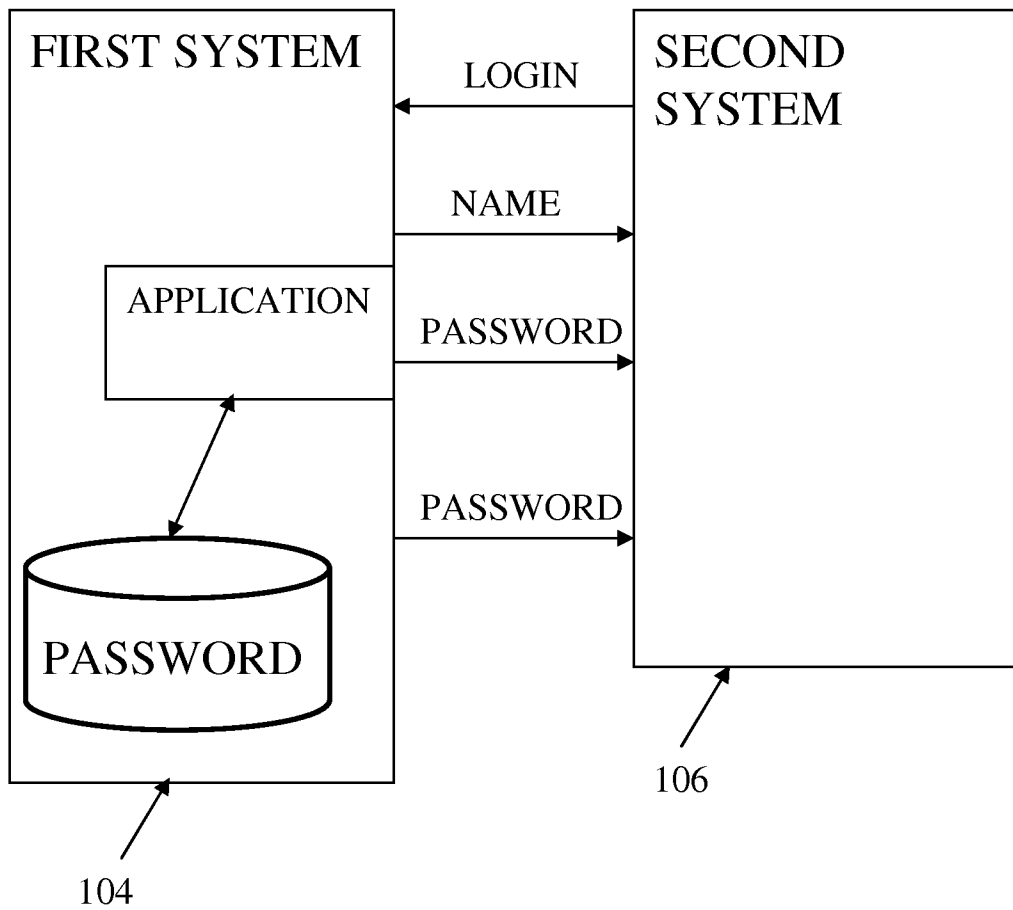 FIRST SYSTEM
SECOND
SYSTEM
LOGIN
NAME
APPLICATION
PASSWORD
PASSWORD
PASSWORD
106
104